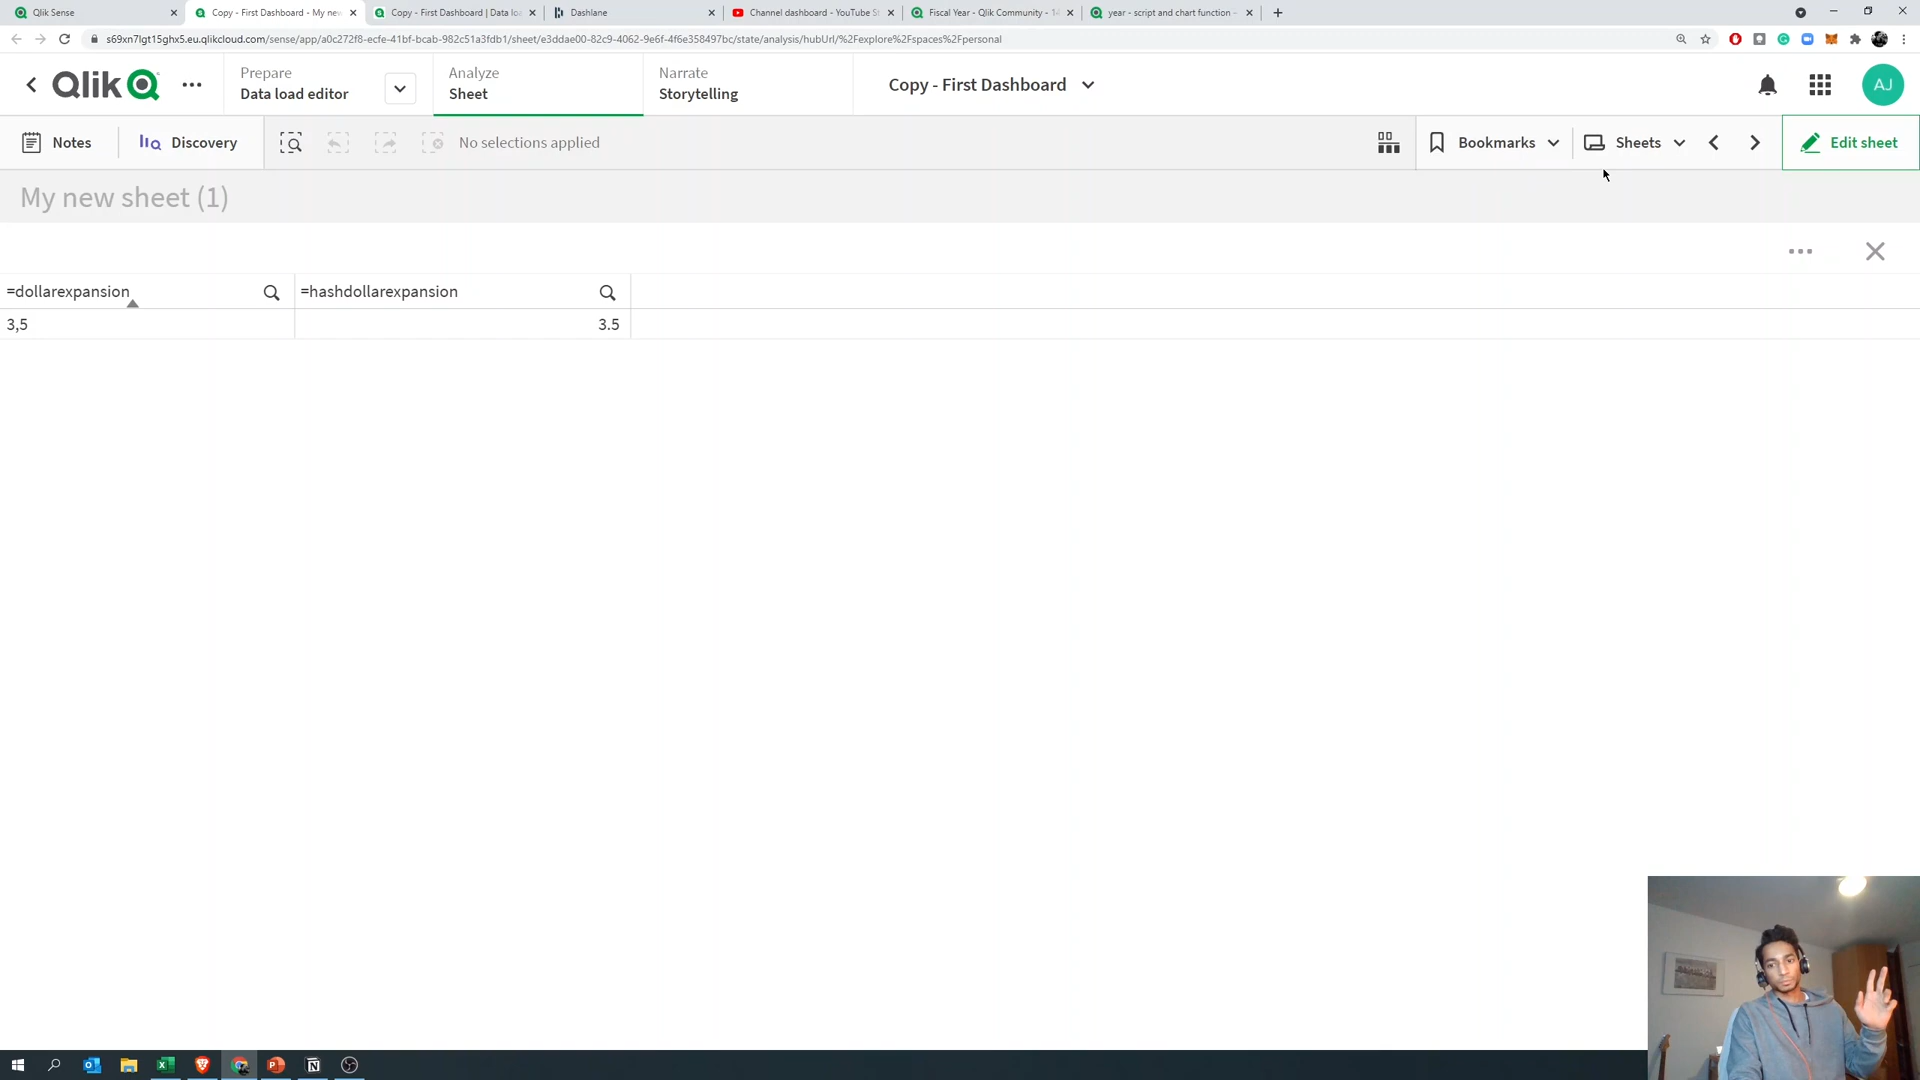 Qlik Sense
Copy - First Dashboard - My new
Copy - First Dashboard | Data loa
Dashlane
Channel dashboard - YouTube St
Fiscal Year - Qlik Community - 14
year - script and chart function -
s69xn7lgt15ghx5.eu.qlikcloud.com/sense/app/a0c272f8-ecfe-41bf-bcab-982c51a3fdb1/sheet/e3ddae00-82c9-4062-9e6f-4f6e358497bc/state/analysis/hubUrl/%2Fexplore%2Fspaces%2Fpersonal
Qlik
Prepare
Data load editor
Analyze
Sheet
Narrate
Storytelling
Copy - First Dashboard
AJ
Notes
Discovery
No selections applied
Bookmarks
Sheets
Edit sheet
My new sheet (1)
=dollarexpansion
=hashdollarexpansion
3,5
3.5